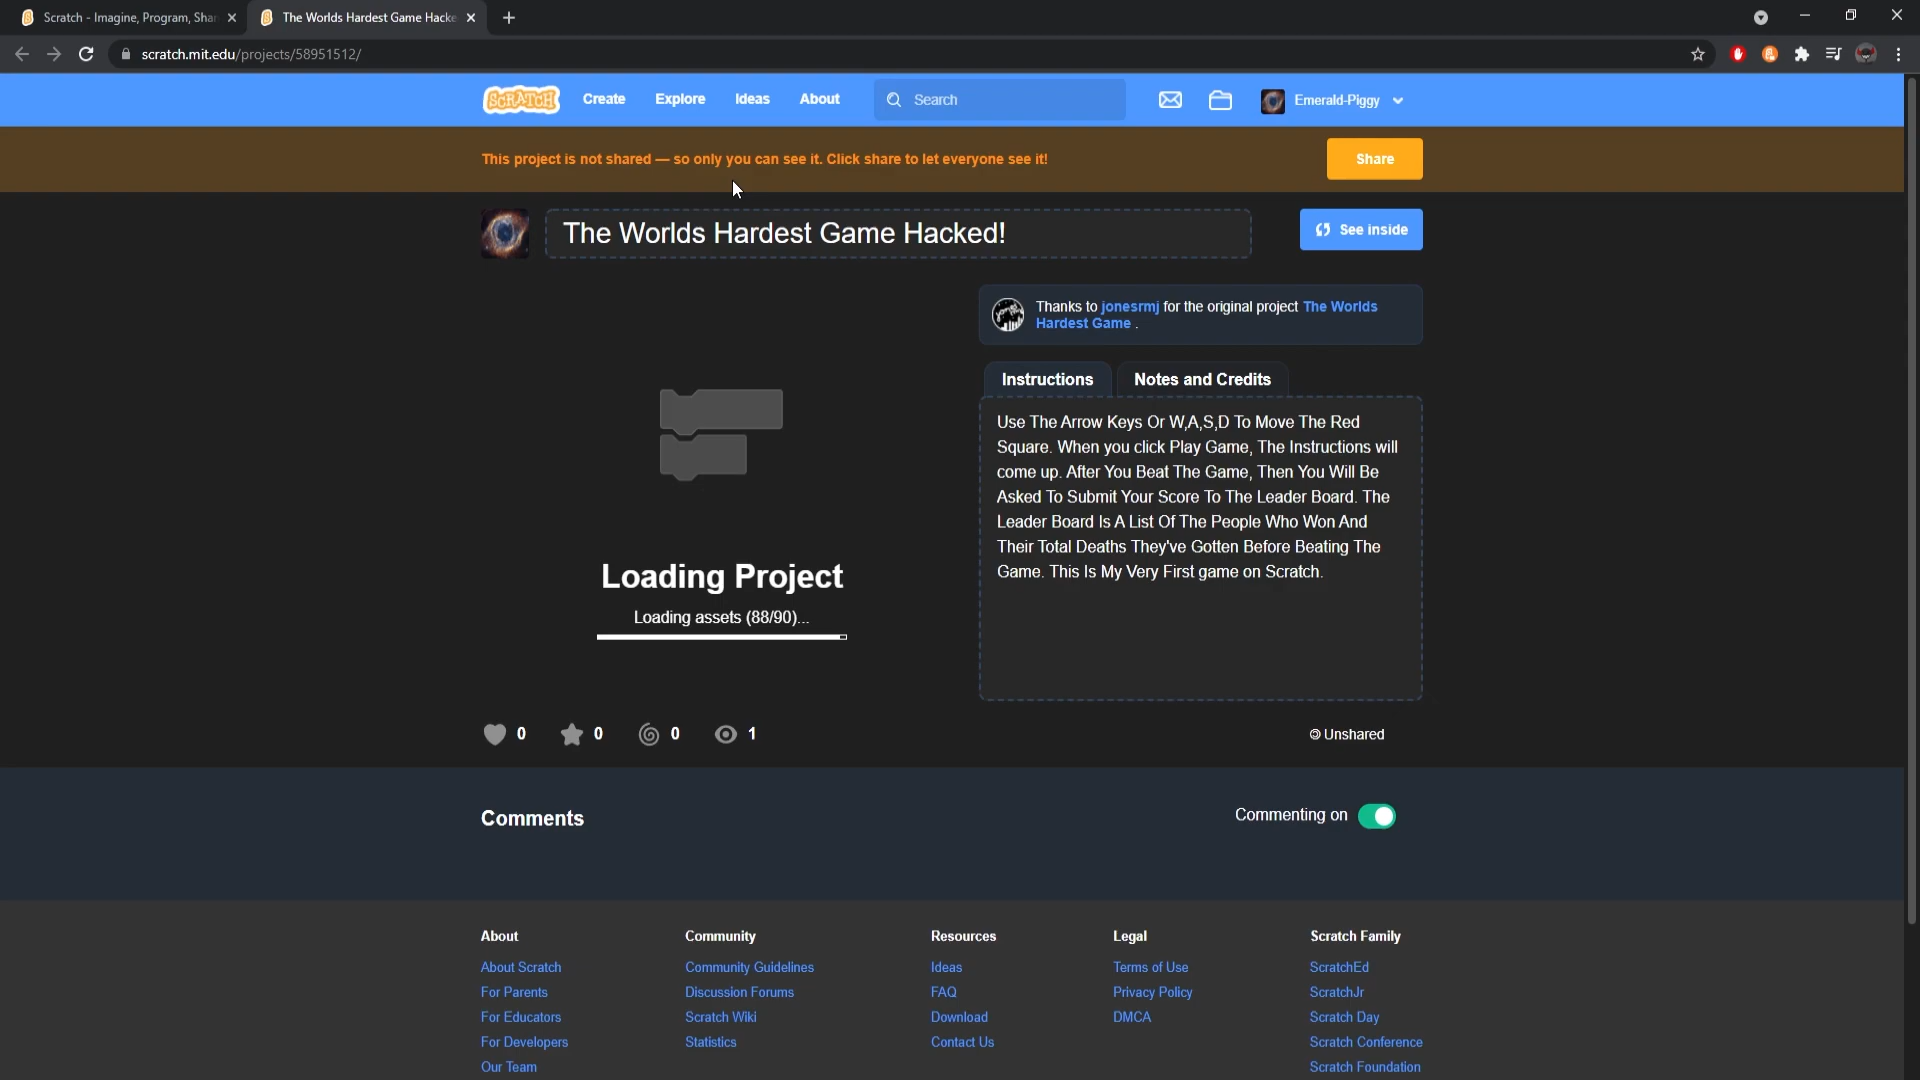 Scratch - Imagine, Program, Shar
The Worlds Hardest Game Hacke
scratch.mit.edu/projects/58951512/
SCRATCH
Create
Explore
Ideas
About
Search
Emerald-Piggy
This project is not shared — so only you can see it. Click share to let everyone see it!
Share
The Worlds Hardest Game Hacked!
See inside
Thanks to jonesrmj for the original project The Worlds
Hardest Game .
Instructions
Notes and Credits
Use The Arrow Keys Or W,A,S,D To Move The Red
Square. When you click Play Game, The Instructions will
come up. After You Beat The Game, Then You Will Be
Asked To Submit Your Score To The Leader Board. The
Leader Board Is A List Of The People Who Won And
Their Total Deaths They've Gotten Before Beating The
Game. This Is My Very First game on Scratch.
Loading Project
Loading assets (88/90)...
0
0
0
1
Unshared
Comments
Commenting on
About
Community
Resources
Legal
Scratch Family
About Scratch
Community Guidelines
Ideas
Terms of Use
ScratchEd
For Parents
Discussion Forums
FAQ
Privacy Policy
ScratchJr
For Educators
Scratch Wiki
Download
DMCA
Scratch Day
For Developers
Statistics
Contact Us
Scratch Conference
Our Team
Scratch Foundation